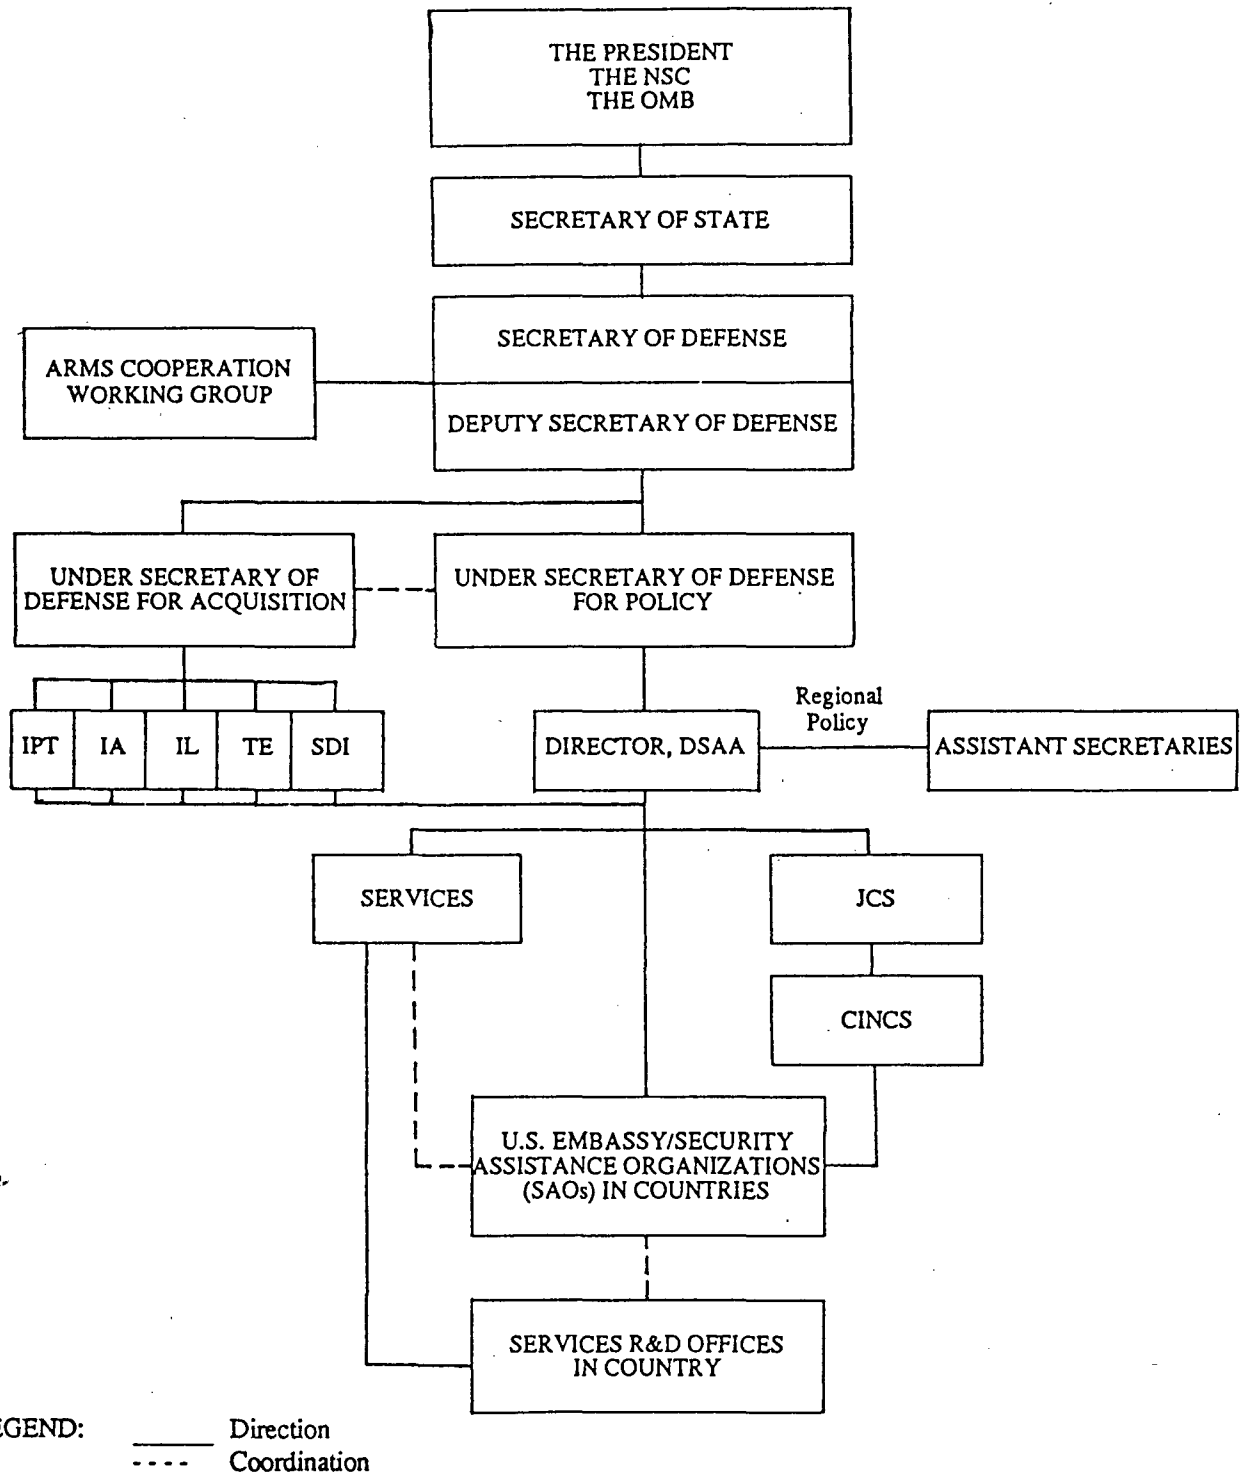 THE PRESIDENT
THE NSC
THE OMB
SECRETARY OF STATE
SECRETARY OF DEFENSE
ARMS COOPERATION
WORKING GROUP
DEPUTY SECRETARY OF DEFENSE
UNDER SECRETARY OF
DEFENSE FOR ACQUISITION
UNDER SECRETARY OF DEFENSE
FOR POLICY
IPT
IA
IL
TE
SDI
DIRECTOR, DSAA
Regional
Policy
ASSISTANT SECRETARIES
SERVICES
JCS
CINCS
U.S. EMBASSY/SECURITY
ASSISTANCE ORGANIZATIONS
(SAOs) IN COUNTRIES
SERVICES R&D OFFICES
IN COUNTRY
EGEND:
Direction
Coordination